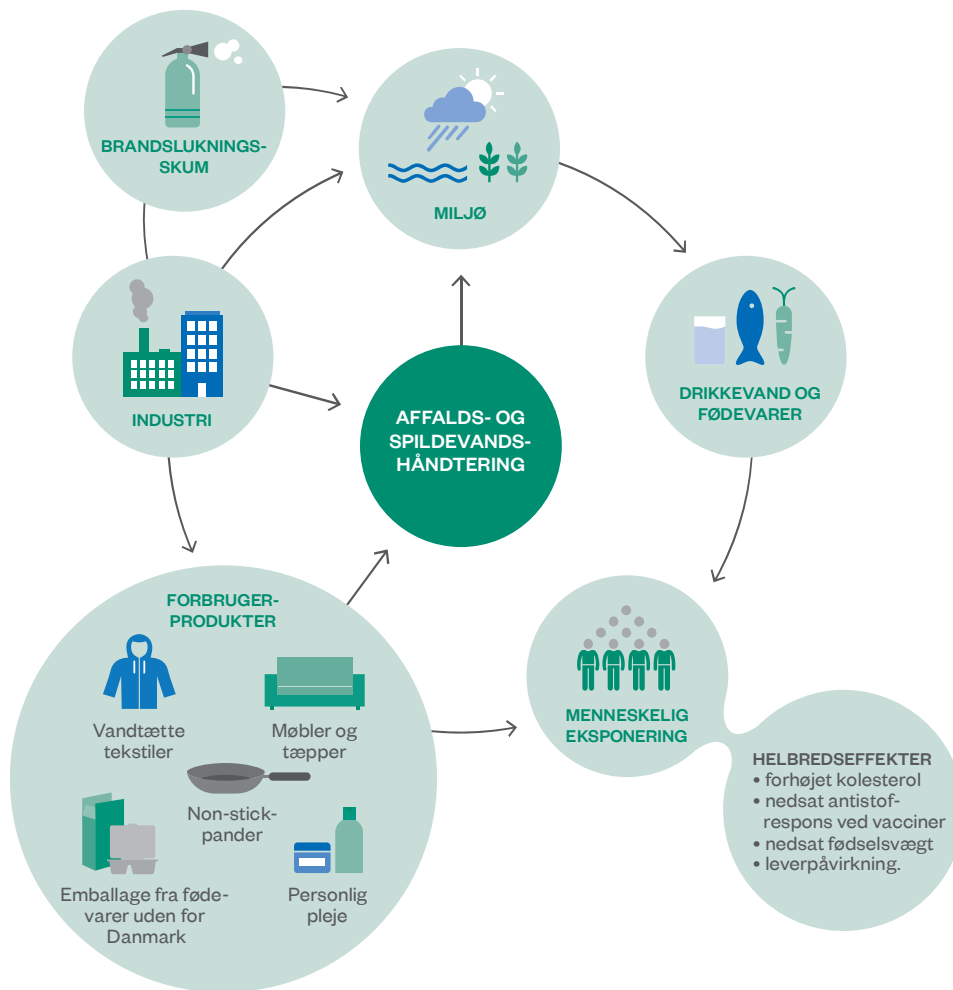 BRANDSLUKNINGS-
SKUM
MILJØ
INDUSTRI
DRIKKEVAND OG
FØDEVARER
AFFALDS- OG
SPILDEVANDS-
HÅNDTERING
FORBRUGER-
PRODUKTER
Vandtætte
tekstiler
Møbler og
tæpper
Non-stick-
pander
Emballage fra føde-
varer uden for
Danmark
Personlig
pleje
MENNESKELIG
EKSPONERING
HELBREDSEFFEKTER
• forhøjet kolesterol
• nedsat antistof-
respons ved vacciner
• nedsat fødselsvægt
• leverpåvirkning.